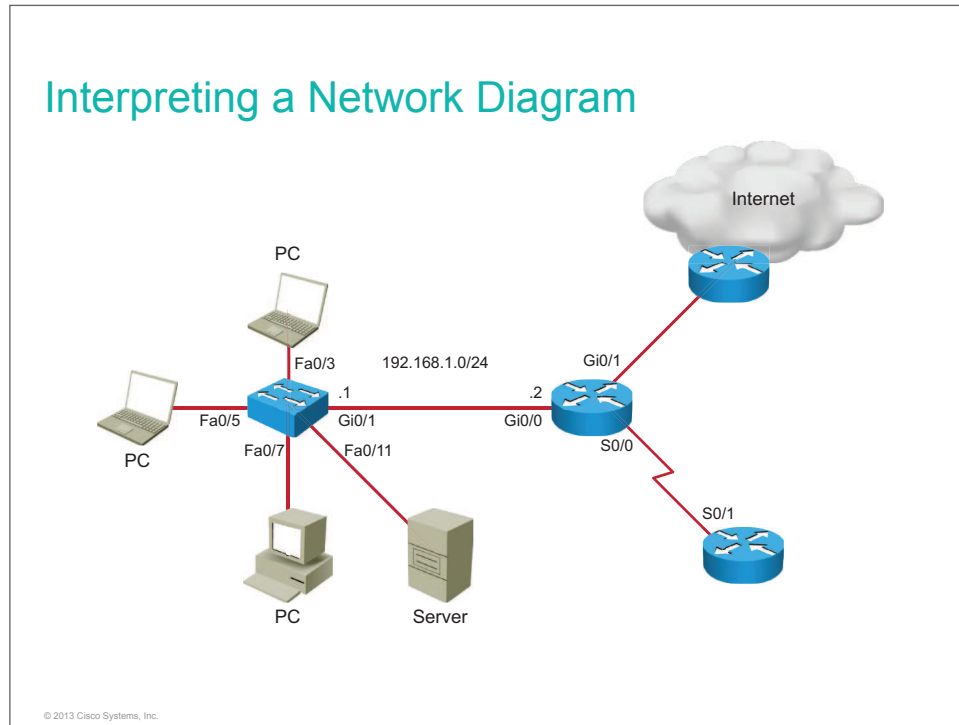 Interpreting a Network Diagram
Internet
PC
Fa0/3
192.168.1.0/24
Gi0/1
.1
.2
Fa0/5
Gi0/1
Gi0/0
PC
Fa0/7
Fa0/11
S0/0
S0/1
PC
Server
© 2013 Cisco Systems, Inc.